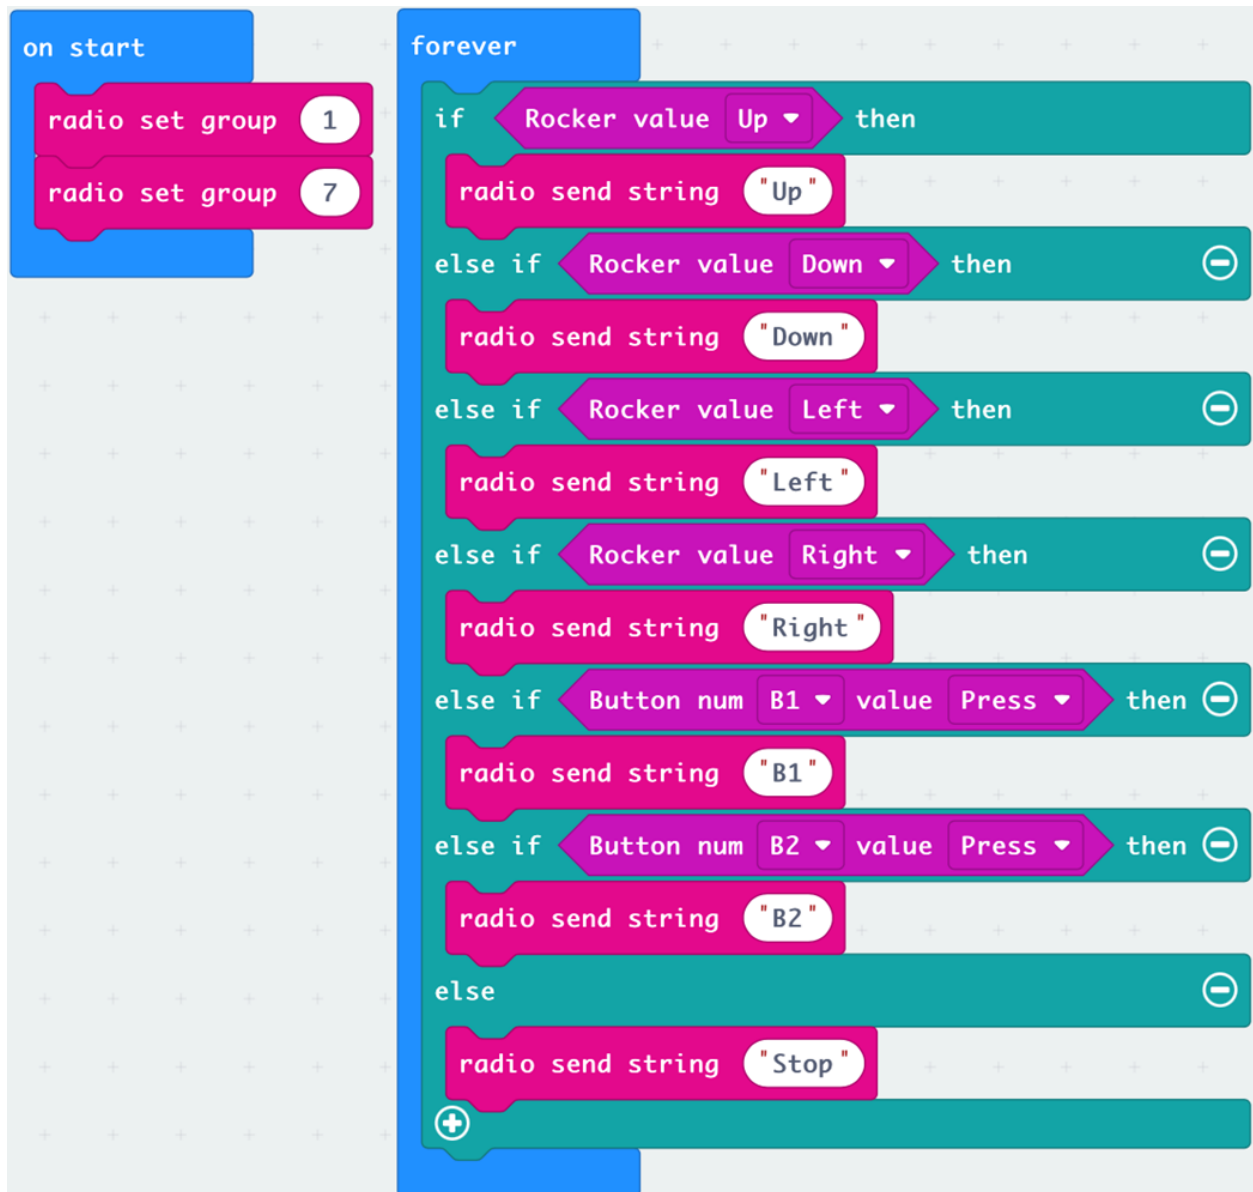 on start
radio set group 1
radio set group 7
forever
if Rocker value Up then
radio send string "Up"
else if Rocker value Down then
radio send string "Down"
else if Rocker value Left then
radio send string "Left"
else if Rocker value Right then
radio send string "Right"
else if Button num B1 value Press then
radio send string "B1"
else if Button num B2 value Press then
radio send string "B2"
else
radio send string "Stop"